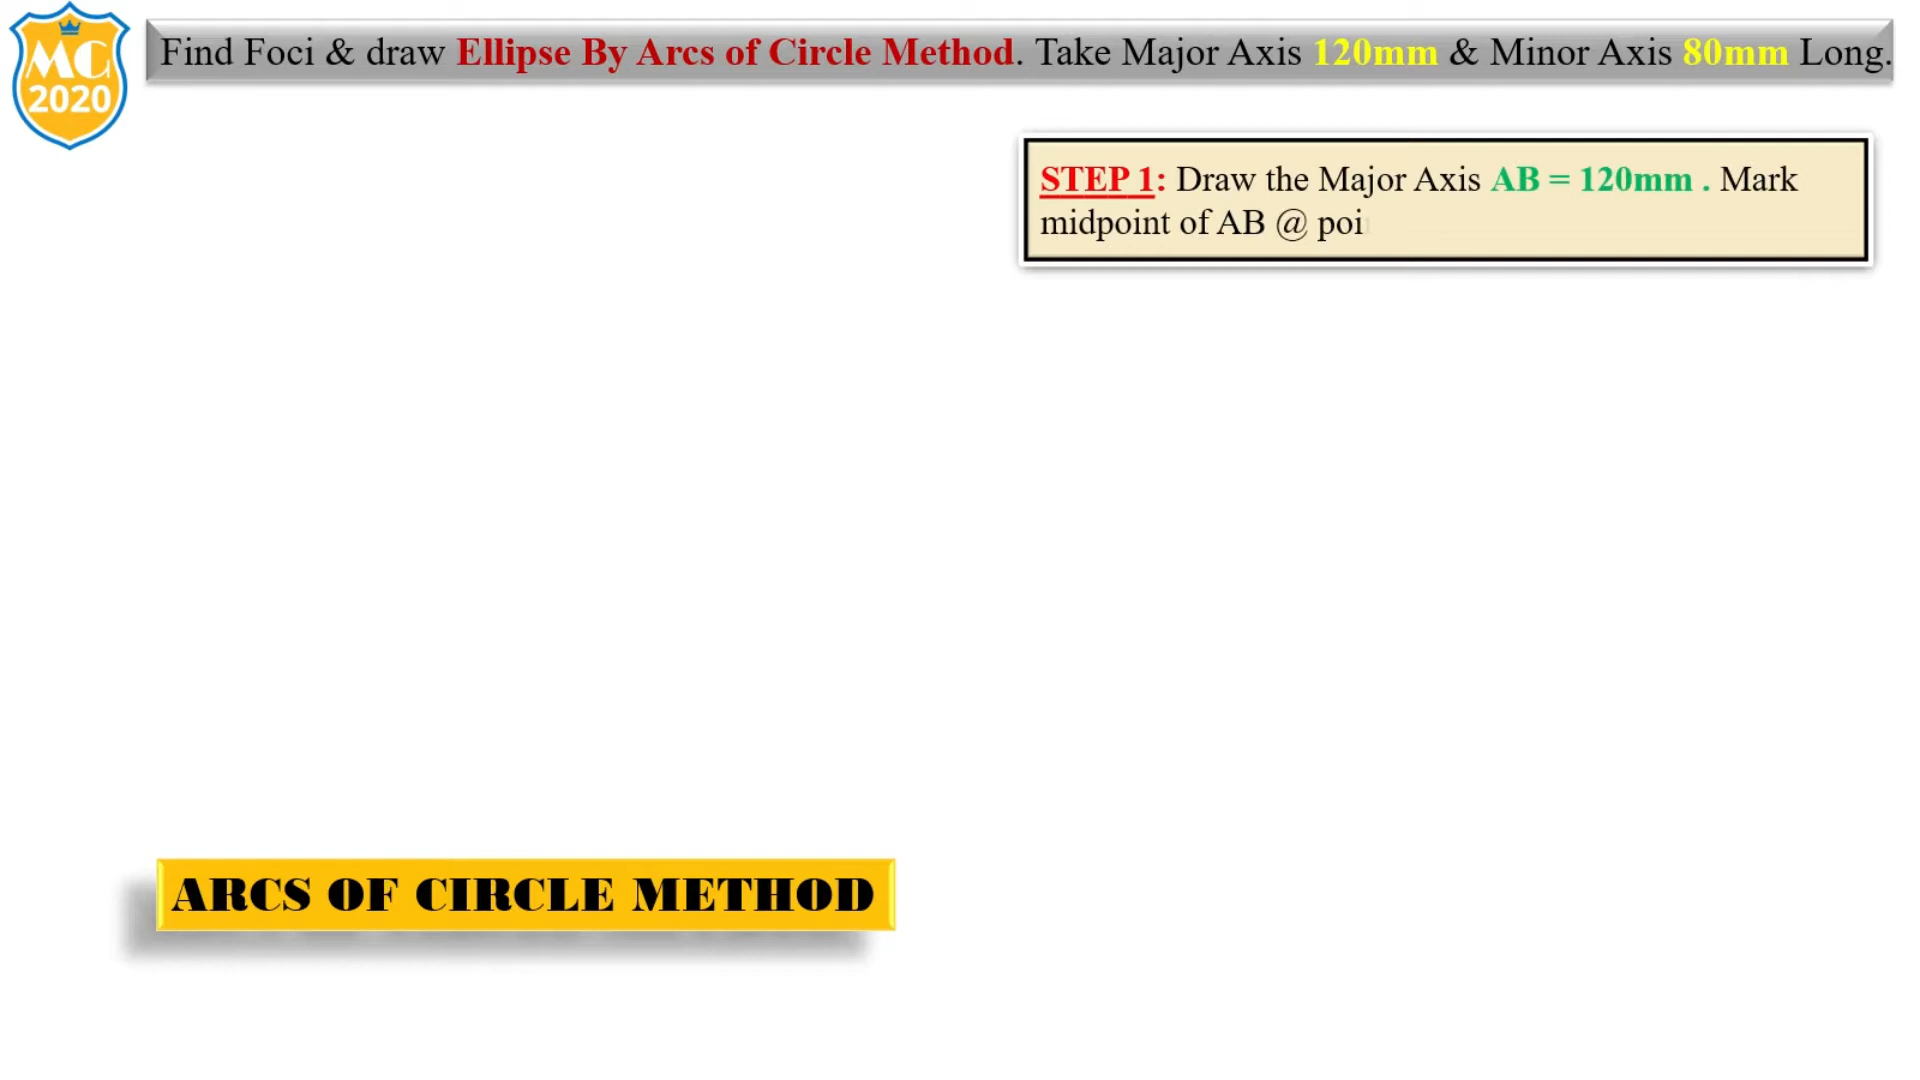 MG
2020
Find Foci & draw Ellipse By Arcs of Circle Method. Take Major Axis 120mm & Minor Axis 80mm Long.
STEP 1: Draw the Major Axis AB = 120mm . Mark
midpoint of AB @ poi
ARCS OF CIRCLE METHOD